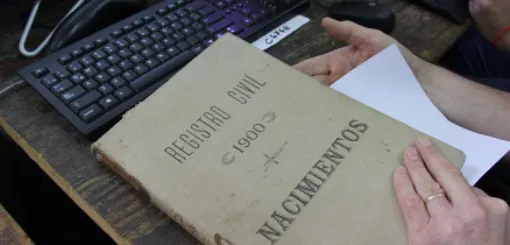 REGISTRO CIVIL
1900
NACIMIENTOS